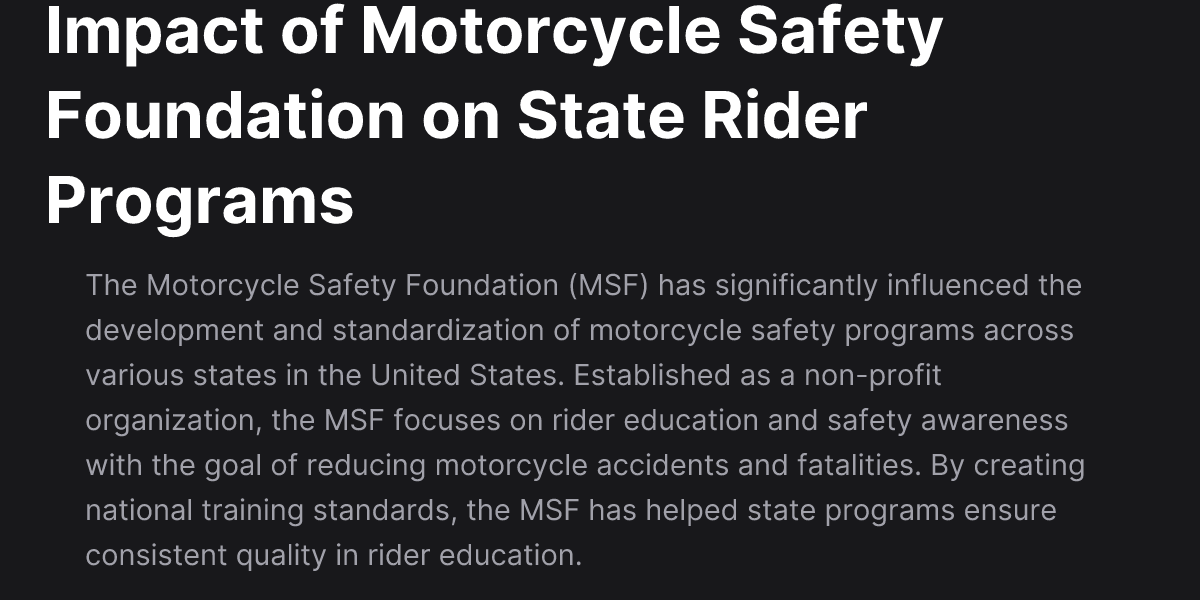 Impact of Motorcycle Safety
Foundation on State Rider
Programs
The Motorcycle Safety Foundation (MSF) has significantly influenced the
development and standardization of motorcycle safety programs across
various states in the United States. Established as a non-profit
organization, the MSF focuses on rider education and safety awareness
with the goal of reducing motorcycle accidents and fatalities. By creating
national training standards, the MSF has helped state programs ensure
consistent quality in rider education.